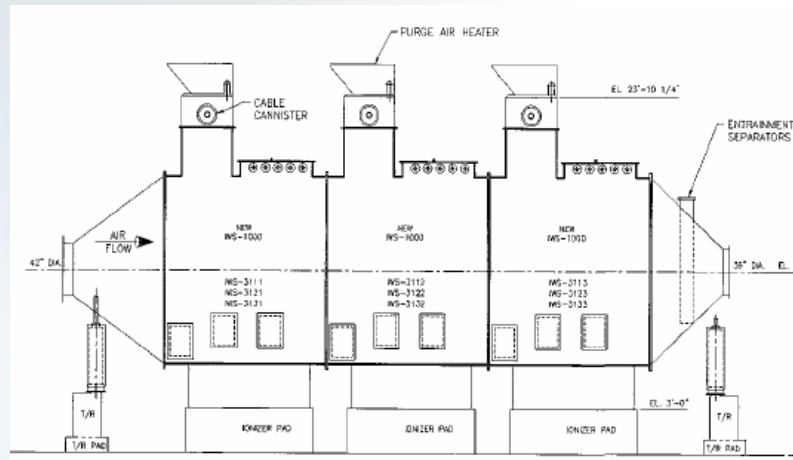 PURGE AIR HEATER
CABLE
CANNISTER
EL 23'-10 1/4"
ENTRAINMENT
SEPARATORS
NEW
IWS-1000
NEW
IWS-1000
NEW
IWS-1000
AIR
FLOW
42" DIA.
36" DIA. EL.
IWS-3111
IWS-3121
IWS-3131
IWS-3112
IWS-3122
IWS-3132
IWS-3113
IWS-3123
IWS-3133
T/R
T/R PAD
IONIZER PAD
IONIZER PAD
IONIZER PAD
EL. 3'-0"
T/R
T/R PAD